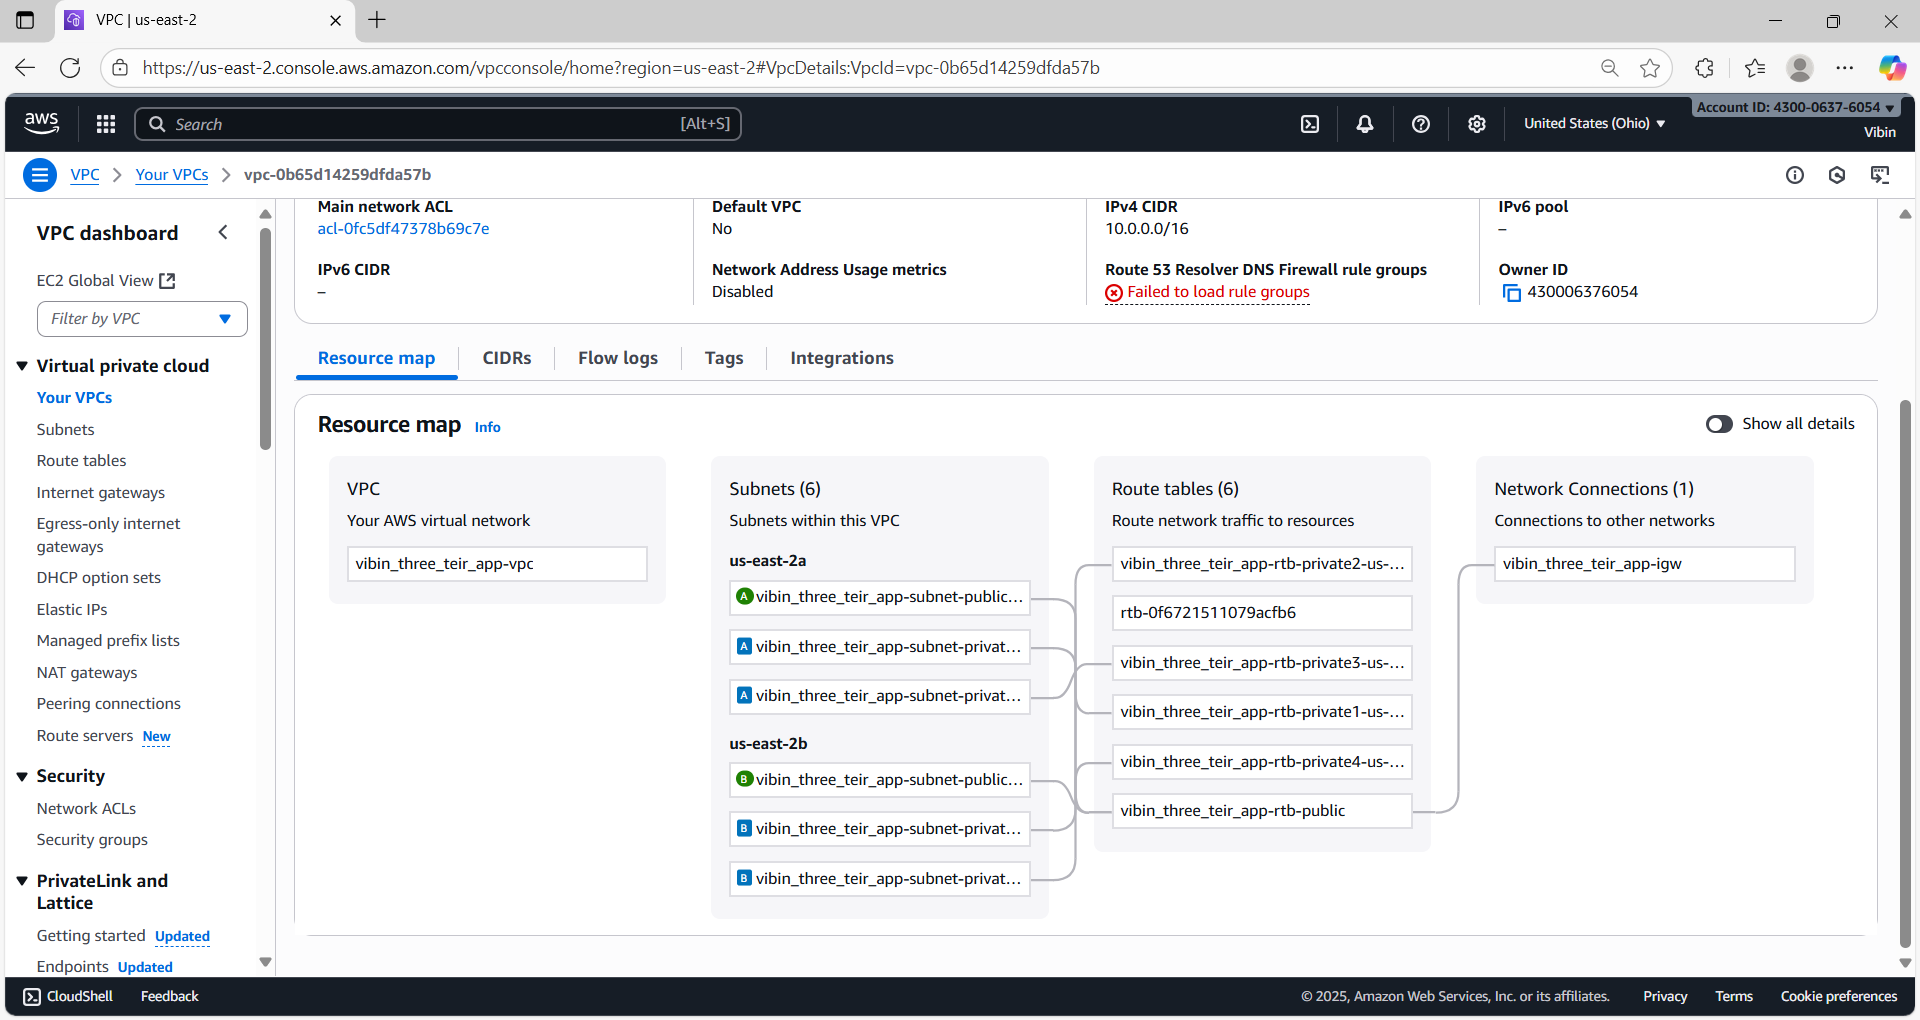 VPC | us-east-2
https://us-east-2.console.aws.amazon.com/vpcconsole/home?region=us-east-2#VpcDetails:VpcId=vpc-0b65d14259dfda57b
aws
Search
[Alt+S]
United States (Ohio)
Account ID: 4300-0637-6054
Vibin
VPC
Your VPCs
vpc-0b65d14259dfda57b
VPC dashboard
EC2 Global View
Filter by VPC
Virtual private cloud
Your VPCs
Subnets
Route tables
Internet gateways
Egress-only internet
gateways
DHCP option sets
Elastic IPs
Managed prefix lists
NAT gateways
Peering connections
Route servers New
Security
Network ACLs
Security groups
PrivateLink and
Lattice
Getting started Updated
Endpoints Updated
Main network ACL
acl-0fc5df47378b69c7e
Default VPC
No
IPv4 CIDR
10.0.0.0/16
IPv6 pool
–
IPv6 CIDR
–
Network Address Usage metrics
Disabled
Route 53 Resolver DNS Firewall rule groups
Failed to load rule groups
Owner ID
430006376054
Resource map
CIDRs
Flow logs
Tags
Integrations
Resource map Info
Show all details
VPC
Your AWS virtual network
vibin_three_teir_app-vpc
Subnets (6)
Subnets within this VPC
us-east-2a
A vibin_three_teir_app-subnet-public...
A vibin_three_teir_app-subnet-privat...
A vibin_three_teir_app-subnet-privat...
us-east-2b
B vibin_three_teir_app-subnet-public...
B vibin_three_teir_app-subnet-privat...
B vibin_three_teir_app-subnet-privat...
Route tables (6)
Route network traffic to resources
vibin_three_teir_app-rtb-private2-us-...
rtb-0f6721511079acfb6
vibin_three_teir_app-rtb-private3-us-...
vibin_three_teir_app-rtb-private1-us-...
vibin_three_teir_app-rtb-private4-us-...
vibin_three_teir_app-rtb-public
Network Connections (1)
Connections to other networks
vibin_three_teir_app-igw
CloudShell
Feedback
© 2025, Amazon Web Services, Inc. or its affiliates.
Privacy
Terms
Cookie preferences